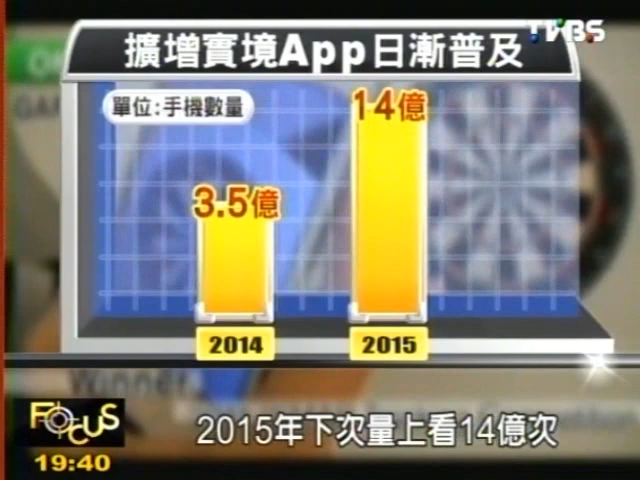 TVBS
擴增實境App日漸普及
單位:手機數量
14億
3.5億
2014
2015
Winner
FOCUS
2015年下次量上看14億次
19:40